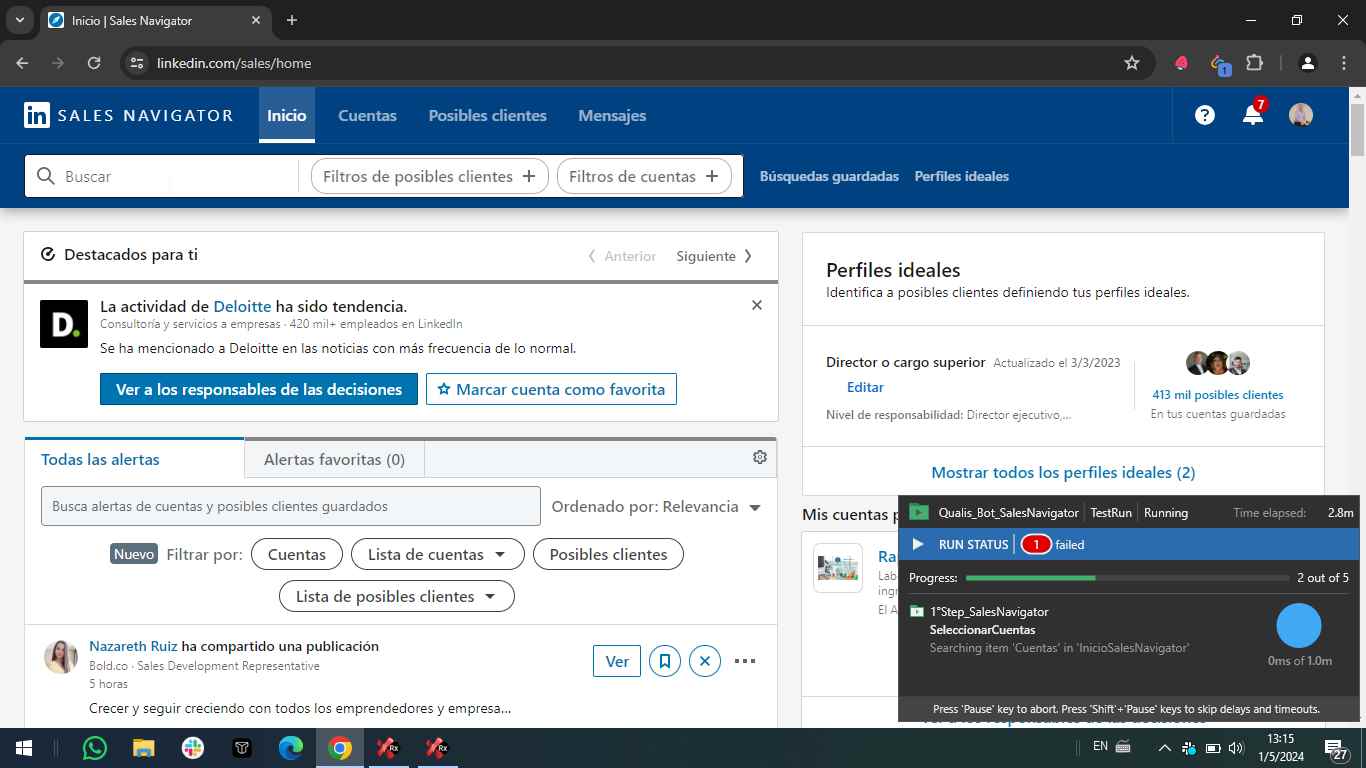 Inicio | Sales Navigator
linkedin.com/sales/home
1
in SALES NAVIGATOR
Inicio
Cuentas
Posibles clientes
Mensajes
7
Buscar
Filtros de posibles clientes +
Filtros de cuentas +
Búsquedas guardadas
Perfiles ideales
Destacados para ti
Anterior
Siguiente
D.
La actividad de Deloitte ha sido tendencia.
Consultoría y servicios a empresas · 420 mil+ empleados en LinkedIn
Se ha mencionado a Deloitte en las noticias con más frecuencia de lo normal.
Ver a los responsables de las decisiones
Marcar cuenta como favorita
Todas las alertas
Alertas favoritas (0)
Busca alertas de cuentas y posibles clientes guardados
Ordenado por: Relevancia
Nuevo
Filtrar por:
Cuentas
Lista de cuentas
Posibles clientes
Lista de posibles clientes
Nazareth Ruiz ha compartido una publicación
Bold.co · Sales Development Representative
5 horas
Ver
Crecer y seguir creciendo con todos los emprendedores y empresa...
Perfiles ideales
Identifica a posibles clientes definiendo tus perfiles ideales.
Director o cargo superior Actualizado el 3/3/2023
Editar
Nivel de responsabilidad: Director ejecutivo,...
413 mil posibles clientes
En tus cuentas guardadas
Mostrar todos los perfiles ideales (2)
Mis cuentas p
Ra
Lab
ing
El A
Qualis_Bot_SalesNavigator
TestRun
Running
Time elapsed: 2.8m
RUN STATUS
1 failed
Progress:
2 out of 5
1°Step_SalesNavigator
SeleccionarCuentas
Searching item 'Cuentas' in 'InicioSalesNavigator'
0ms of 1.0m
Press 'Pause' key to abort. Press 'Shift'+'Pause' keys to skip delays and timeouts.
Rx
Rx
EN
13:15
1/5/2024
27